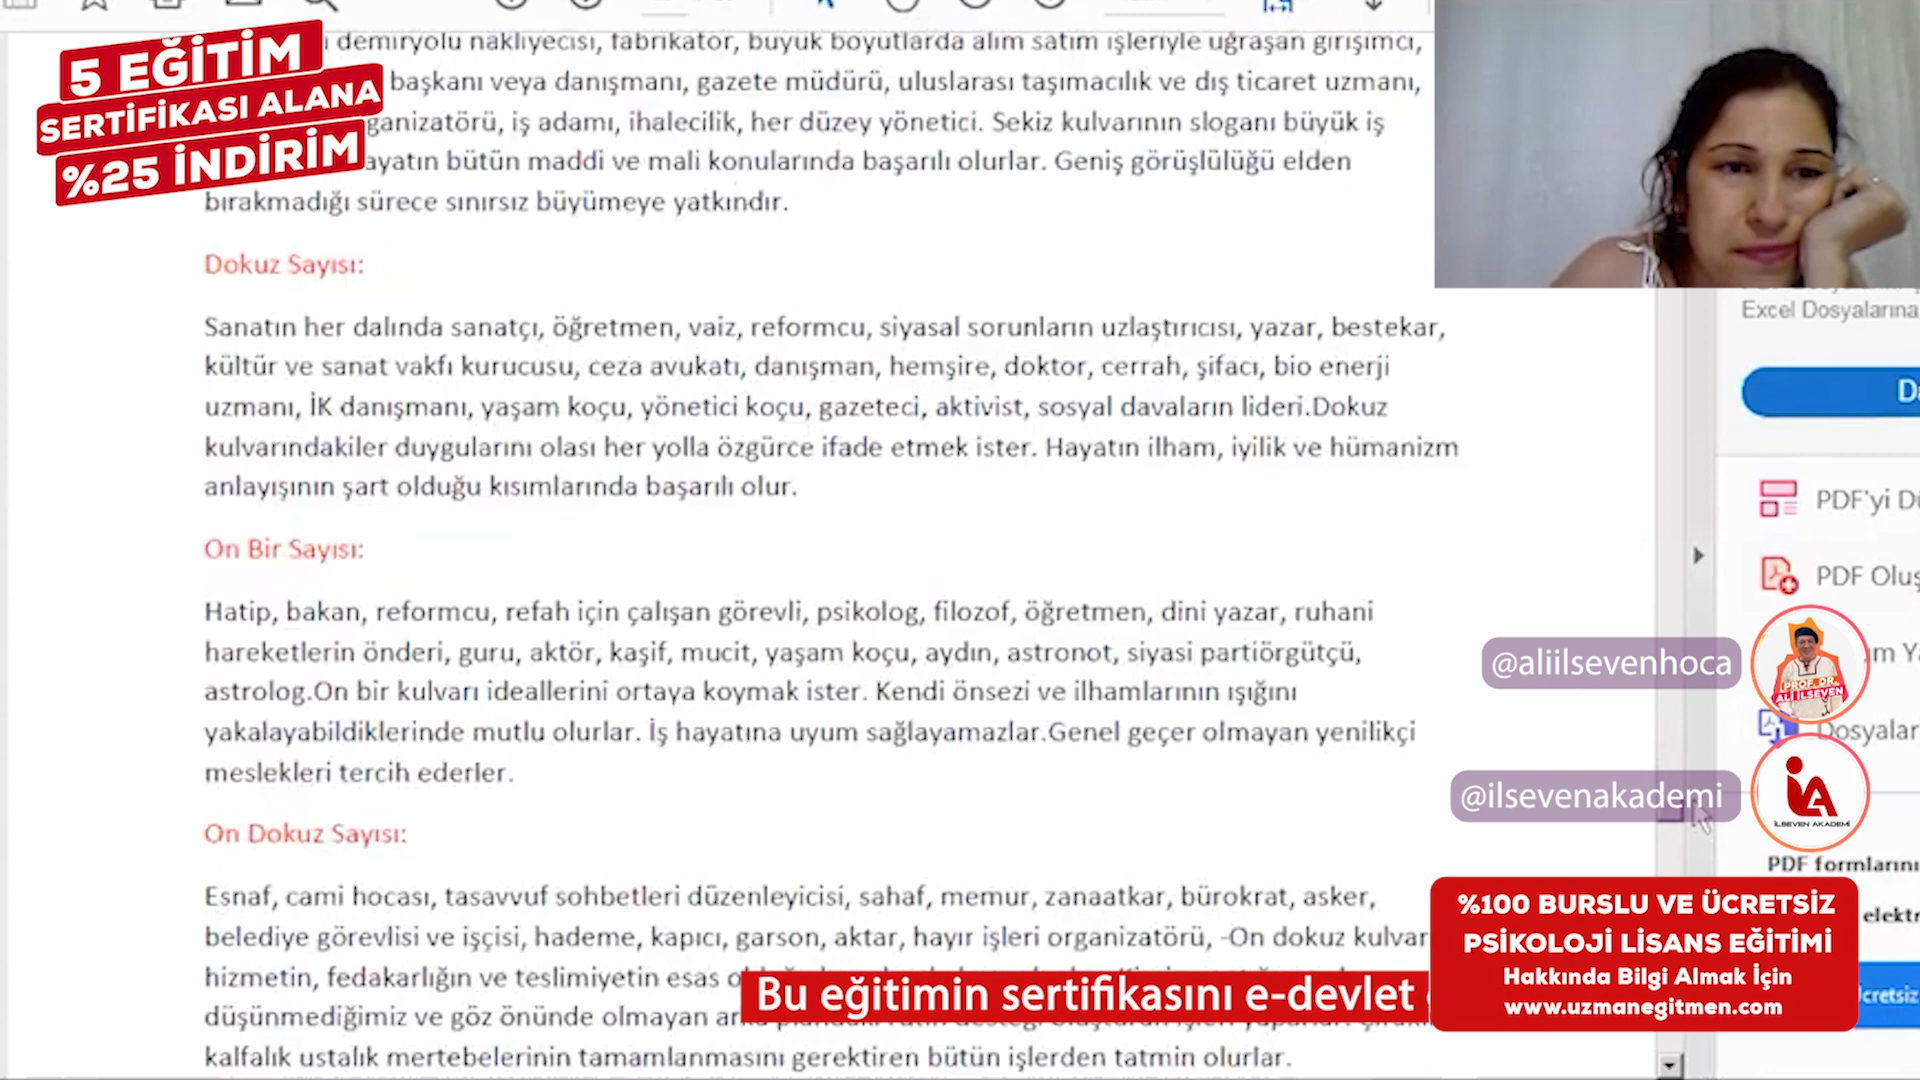 5 EĞİTİM
SERTİFİKASI ALANA
%25 İNDİRİM
demiryolu nakliyecisi, fabrikatör, büyük boyutlarda alım satım işleriyle uğraşan girişimci,
başkanı veya danışmanı, gazete müdürü, uluslarası taşımacılık ve dış ticaret uzmanı,
ganizatörü, iş adamı, ihalecilik, her düzey yönetici. Sekiz kulvarının sloganı büyük iş
ayatın bütün maddi ve mali konularında başarılı olurlar. Geniş görüşlülüğü elden
bırakmadığı sürece sınırsız büyümeye yatkındır.
Dokuz Sayısı:
Sanatın her dalında sanatçı, öğretmen, vaiz, reformcu, siyasal sorunların uzlaştırıcısı, yazar, bestekar,
kültür ve sanat vakfı kurucusu, ceza avukatı, danışman, hemşire, doktor, cerrah, şifacı, bio enerji
uzmanı, İK danışmanı, yaşam koçu, yönetici koçu, gazeteci, aktivist, sosyal davaların lideri.Dokuz
kulvarındakiler duygularını olası her yolla özgürce ifade etmek ister. Hayatın ilham, iyilik ve hümanizm
anlayışının şart olduğu kısımlarında başarılı olur.
On Bir Sayısı:
Hatip, bakan, reformcu, refah için çalışan görevli, psikolog, filozof, öğretmen, dini yazar, ruhani
hareketlerin önderi, guru, aktör, kaşif, mucit, yaşam koçu, aydın, astronot, siyasi partiörgütçü,
astrolog.On bir kulvarı ideallerini ortaya koymak ister. Kendi önsezi ve ilhamlarının ışığını
yakalayabildiklerinde mutlu olurlar. İş hayatına uyum sağlayamazlar.Genel geçer olmayan yenilikçi
meslekleri tercih ederler.
On Dokuz Sayısı:
Esnaf, cami hocası, tasavvuf sohbetleri düzenleyicisi, sahaf, memur, zanaatkar, bürokrat, asker,
belediye görevlisi ve işçisi, hademe, kapıcı, garson, aktar, hayır işleri organizatörü, -On dokuz kulvar
hizmetin, fedakarlığın ve teslimiyetin esas
düşünmediğimiz ve göz önünde olmayan
kalfalık ustalık mertebelerinin tamamlanmasını gerektiren bütün işlerden tatmin olurlar.
Bu eğitimin sertifikasını e-devlet
Excel Dosyalarına
PDF'yi
PDF Oluş
@aliilsevenhoca
PROF. DR.
ALİ İLSEVEN
Dosyalar
@ilsevenakademi
İLSEVEN AKADEMİ
PDF formlarını
elektr
%100 BURSLU VE ÜCRETSİZ
PSİKOLOJİ LİSANS EĞİTİMİ
Hakkında Bilgi Almak İçin
www.uzmanegitmen.com
cretsiz